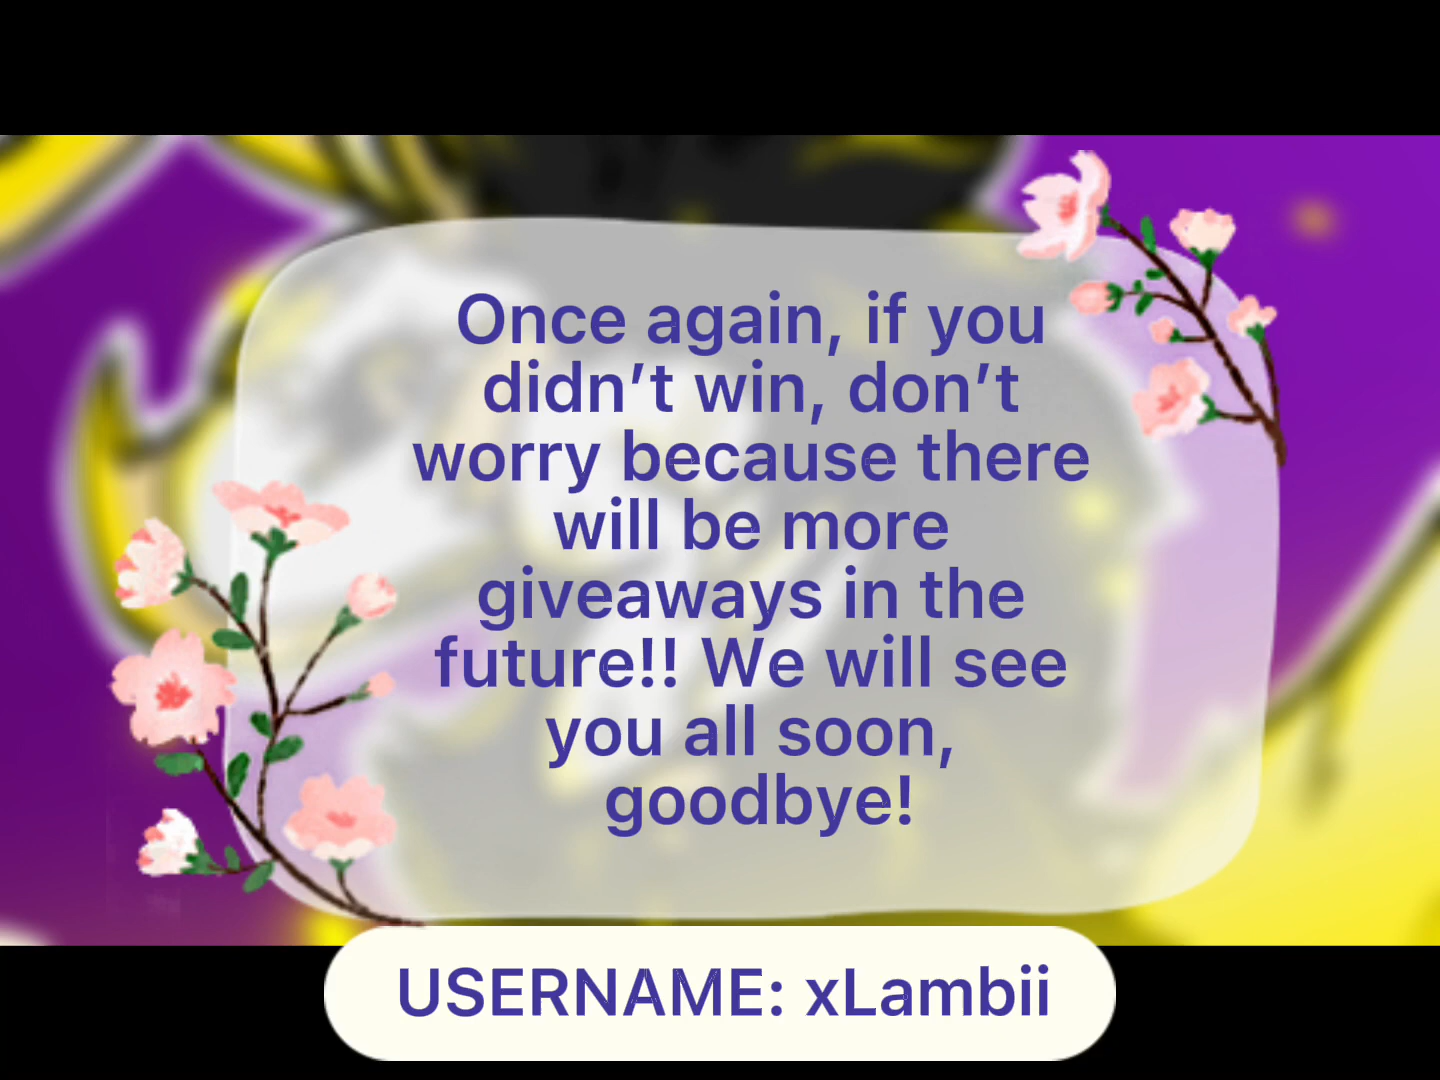 Once again, if you
didn’t win, don’t
worry because there
will be more
giveaways in the
future!! We will see
you all soon,
goodbye!
USERNAME: xLambii